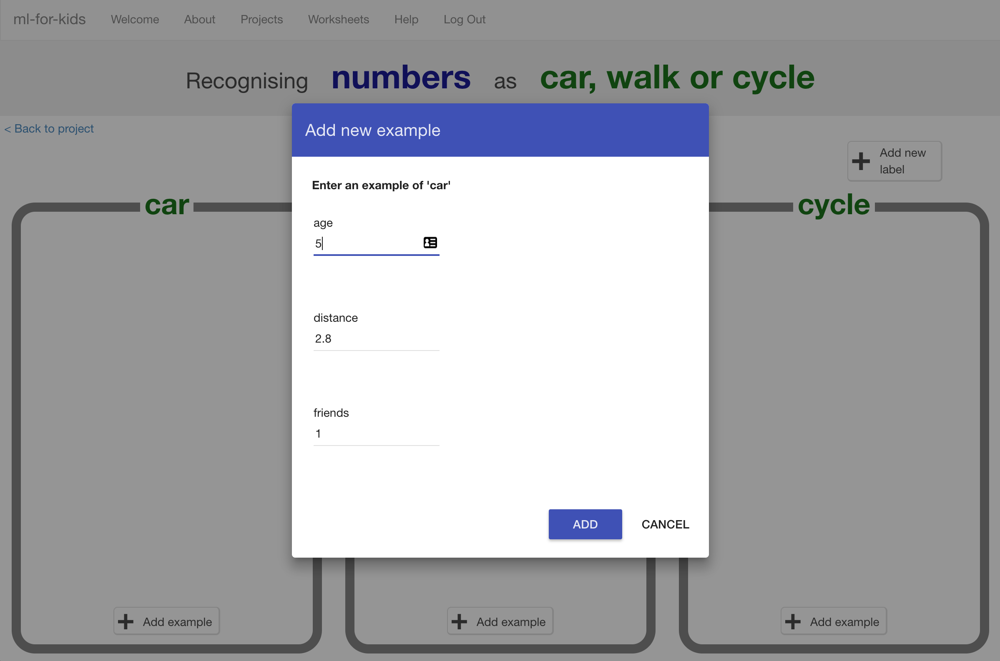 ml-for-kids Welcome About Projects Worksheets Help Log Out
Recognising numbers as car, walk or cycle
< Back to project
Add new example
Add new
label
Enter an example of 'car'
car
cycle
age
5
distance
2.8
friends
1
ADD CANCEL
Add example Add example Add example